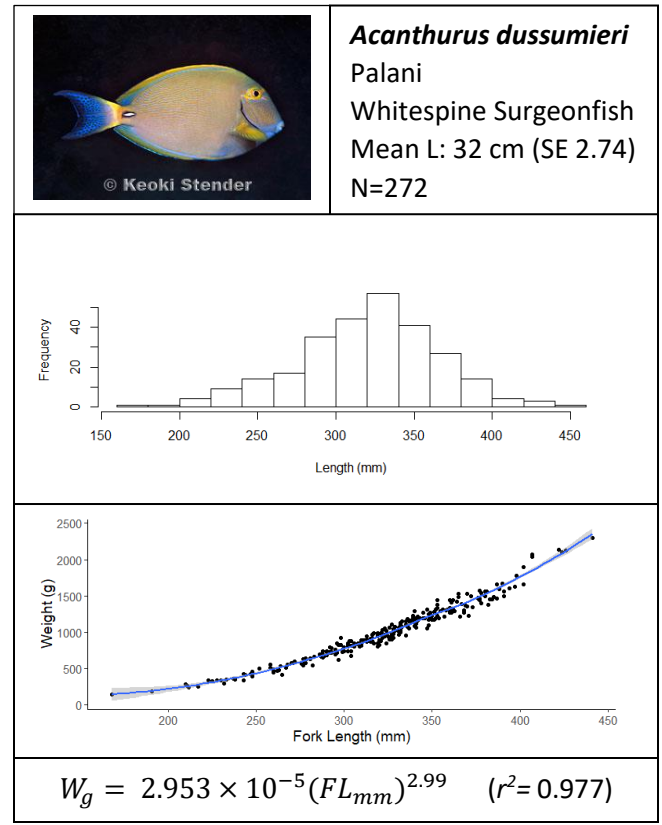 © Keoki Stender
Acanthurus dussumieri
Palani
Whitespine Surgeonfish
Mean L: 32 cm (SE 2.74)
N=272
Frequency
0 20 40
150 200 250 300 350 400 450
Length (mm)
Weight (g)
2500
2000
1500
1000
500
0
200 250 300 350 400 450
Fork Length (mm)
W_g = 2.953 × 10⁻⁵(FL_mm)^2.99 (r²= 0.977)